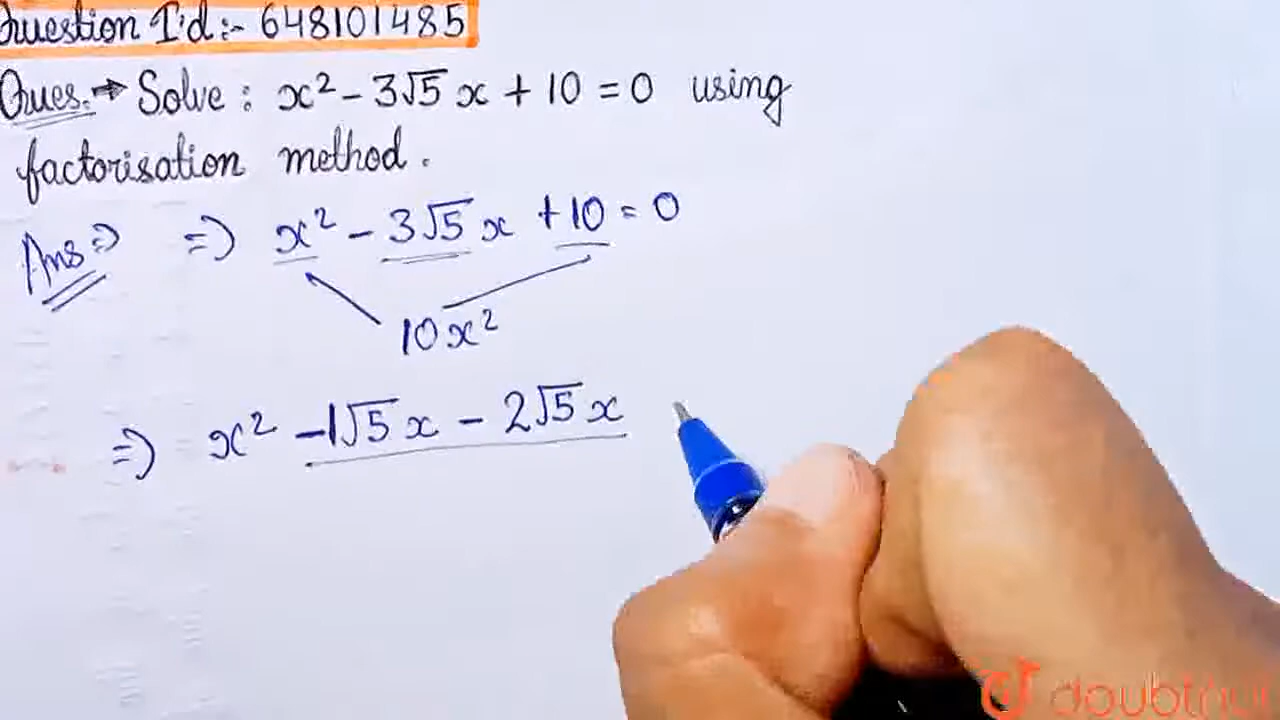 Question Id:- 648101485
Ques.→ Solve: x² - 3√5 x + 10 = 0 using
factorisation method.
Ans⇒ ⇒) x² - 3√5 x + 10 = 0
10x²
⇒) x² - 1√5 x - 2√5 x
doubtnut